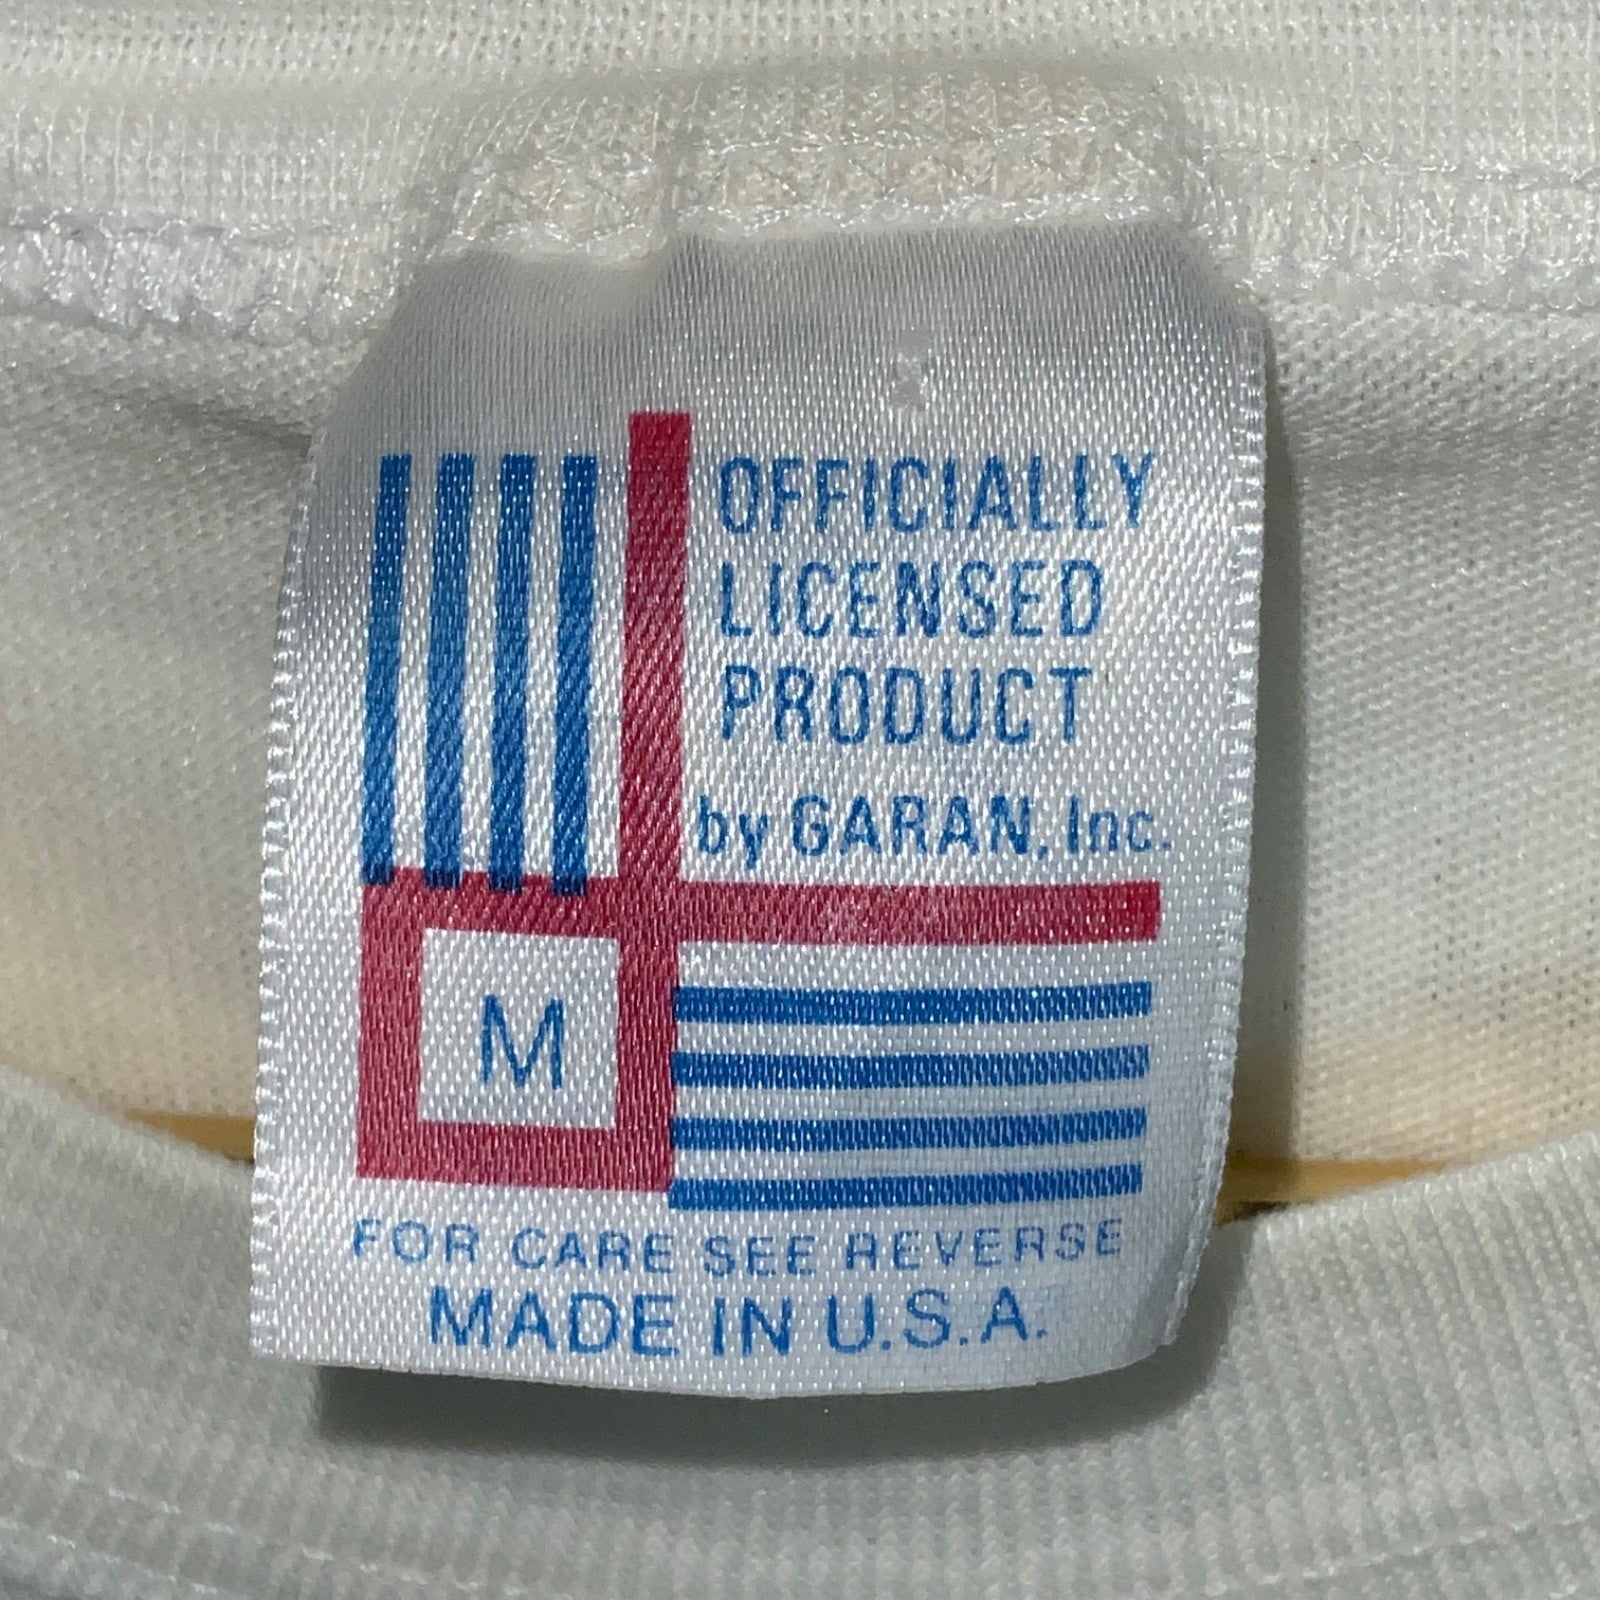 OFFICIALLY
LICENSED
PRODUCT
by GARAN, Inc.
M
FOR CARE SEE REVERSE
MADE IN U.S.A.